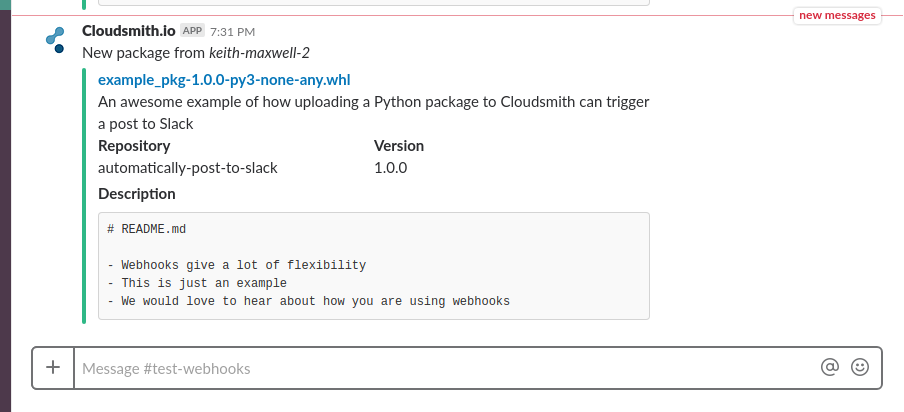 new messages
Cloudsmith.io APP 7:31 PM
New package from keith-maxwell-2
example_pkg-1.0.0-py3-none-any.whl
An awesome example of how uploading a Python package to Cloudsmith can trigger
a post to Slack
Repository Version
automatically-post-to-slack 1.0.0
Description
# README.md
- Webhooks give a lot of flexibility
- This is just an example
- We would love to hear about how you are using webhooks
+ Message #test-webhooks @